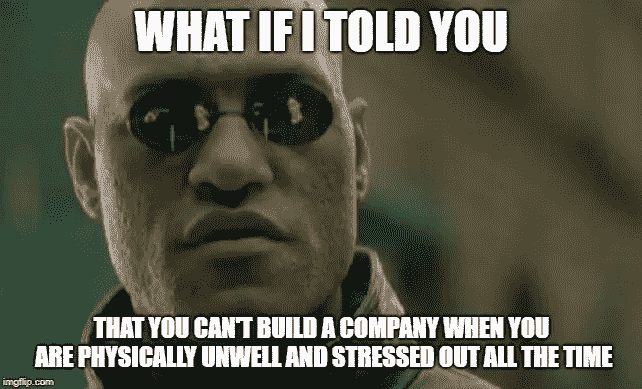 WHAT IF I TOLD YOU
THAT YOU CAN'T BUILD A COMPANY WHEN YOU
ARE PHYSICALLY UNWELL AND STRESSED OUT ALL THE TIME
imgflip.com